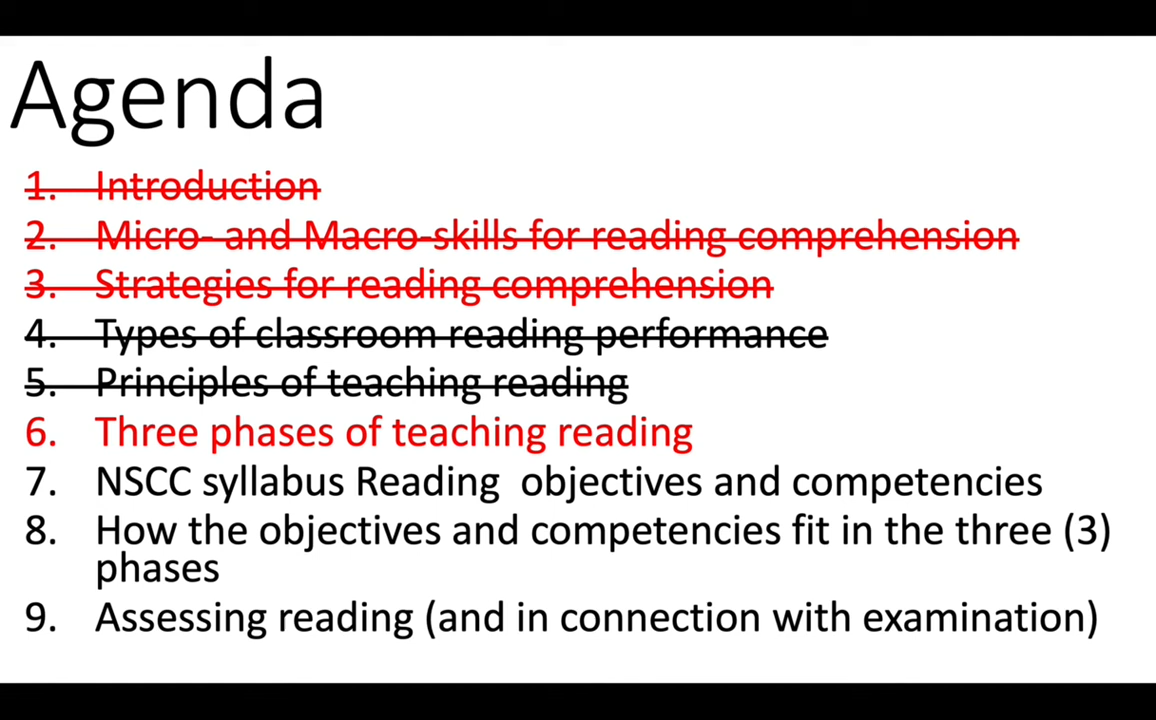 Agenda
1. Introduction
2. Micro- and Macro-skills for reading comprehension
3. Strategies for reading comprehension
4. Types of classroom reading performance
5. Principles of teaching reading
6. Three phases of teaching reading
7. NSCC syllabus Reading  objectives and competencies
8. How the objectives and competencies fit in the three (3)
phases
9. Assessing reading (and in connection with examination)